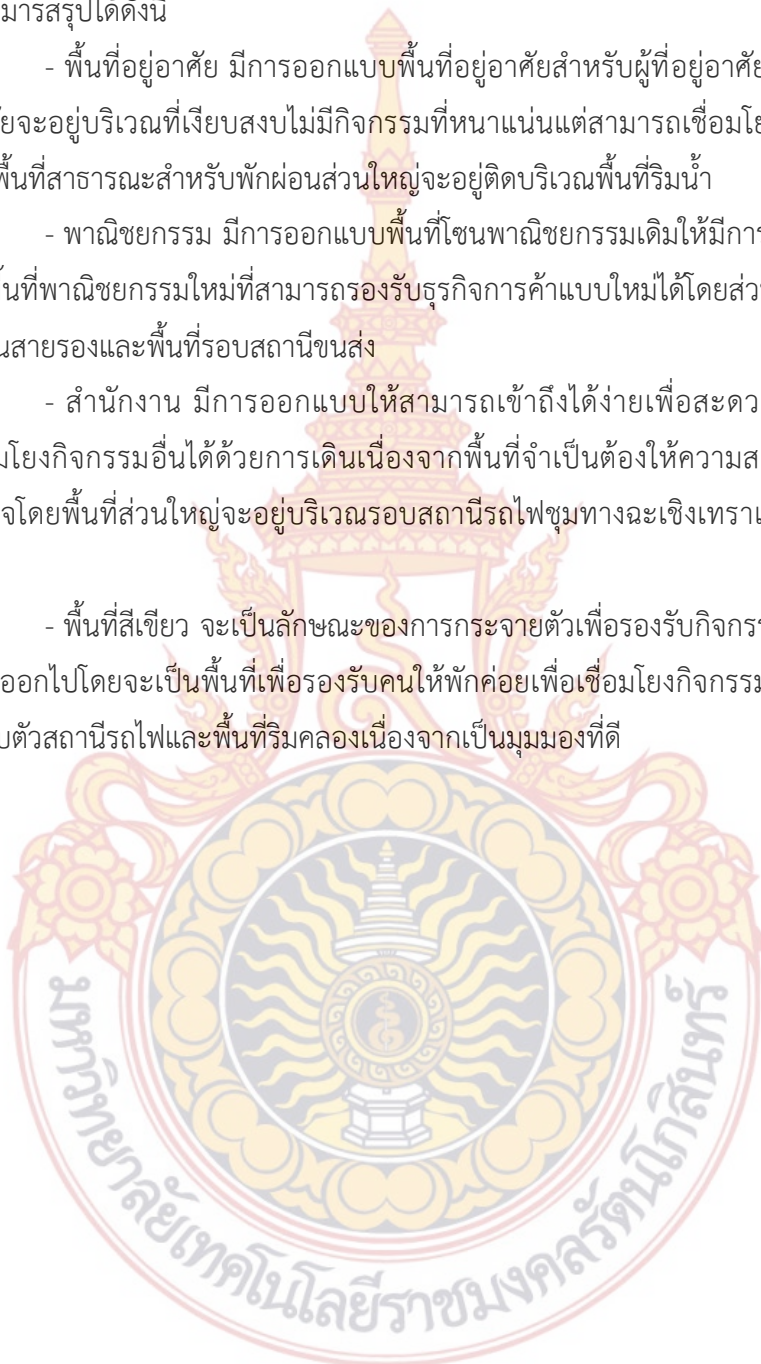 มารสรุปได้ดังนี้
- พื้นที่อยู่อาศัย มีการออกแบบพื้นที่อยู่อาศัยสำหรับผู้ที่อยู่อาศัย
ยจะอยู่บริเวณที่เงียบสงบไม่มีกิจกรรมที่หนาแน่นแต่สามารถเชื่อมโย
พื้นที่สาธารณะสำหรับพักผ่อนส่วนใหญ่จะอยู่ติดบริเวณพื้นที่ริมน้ำ
- พาณิชยกรรม มีการออกแบบพื้นที่โซนพาณิชยกรรมเดิมให้มีการ
นที่พาณิชยกรรมใหม่ที่สามารถรองรับธุรกิจการค้าแบบใหม่ได้โดยส่ว
นสายรองและพื้นที่รอบสถานีขนส่ง
- สำนักงาน มีการออกแบบให้สามารถเข้าถึงได้ง่ายเพื่อสะดว
มโยงกิจกรรมอื่นได้ด้วยการเดินเนื่องจากพื้นที่จำเป็นต้องให้ความส
จโดยพื้นที่ส่วนใหญ่จะอยู่บริเวณรอบสถานีรถไฟชุมทางฉะเชิงเทราแ
- พื้นที่สีเขียว จะเป็นลักษณะของการกระจายตัวเพื่อรองรับกิจกรร
ออกไปโดยจะเป็นพื้นที่เพื่อรองรับคนให้พักค่อยเพื่อเชื่อมโยงกิจกรรม
บตัวสถานีรถไฟและพื้นที่ริมคลองเนื่องจากเป็นมุมมองที่ดี
มหาวิทยาลัยเทคโนโลยีราชมงคลรัตนโกสินทร์